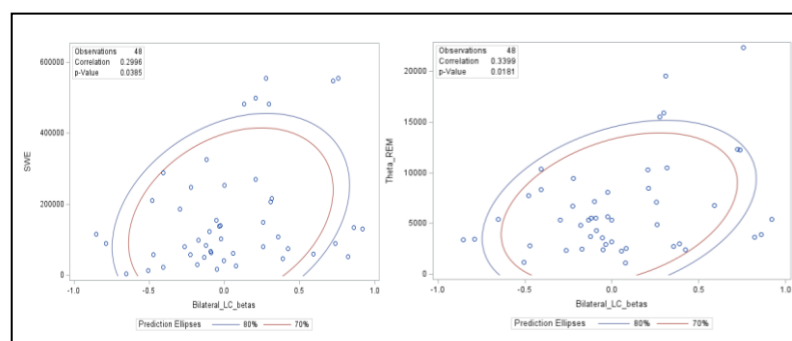 Observations 48
Correlation 0.2996
p-Value 0.0385
600000
400000
200000
0
SWE
-1.0 -0.5 0.0 0.5 1.0
Bilateral_LC_betas
Prediction Ellipses 80% 70%
Observations 48
Correlation 0.3399
p-Value 0.0181
20000
15000
10000
5000
0
Theta_REM
-1.0 -0.5 0.0 0.5 1.0
Bilateral_LC_betas
Prediction Ellipses 80% 70%